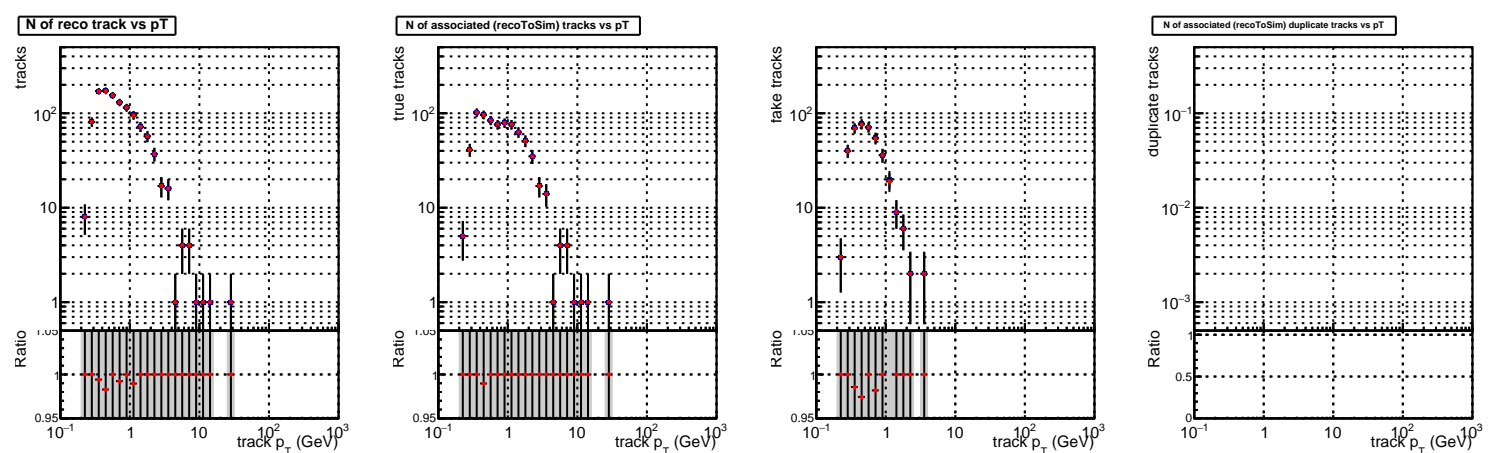 N of reco track vs pT
tracks
10²
10
1
Ratio
1.05
1
0.95
10⁻¹ 1 10 10² 10³
track p_T (GeV)
N of associated (recoToSim) tracks vs pT
true tracks
10²
10
1
Ratio
1.05
1
0.95
10⁻¹ 1 10 10² 10³
track p_T (GeV)
fake tracks
10²
10
1
Ratio
1.05
1
0.95
10⁻¹ 1 10 10² 10³
track p_T (GeV)
N of associated (recoToSim) duplicate tracks vs pT
duplicate tracks
10⁻¹
10⁻²
10⁻³
Ratio
1
0.5
0
10⁻¹ 1 10 10² 10³
track p_T (GeV)